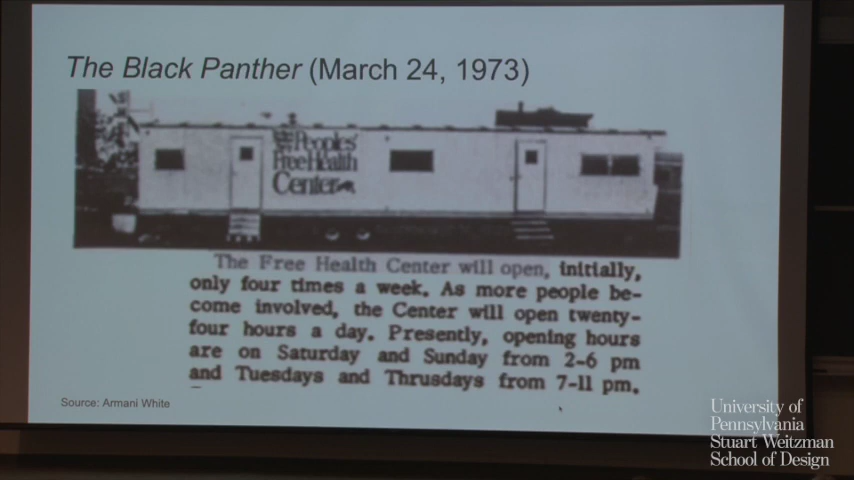 The Black Panther (March 24, 1973)
Peoples'
Free Health
Center
The Free Health Center will open, initially,
only four times a week. As more people be-
come involved, the Center will open twenty-
four hours a day. Presently, opening hours
are on Saturday and Sunday from 2-6 pm
and Tuesdays and Thrusdays from 7-11 pm.
Source: Armani White
University of
Pennsylvania
Stuart Weitzman
School of Design